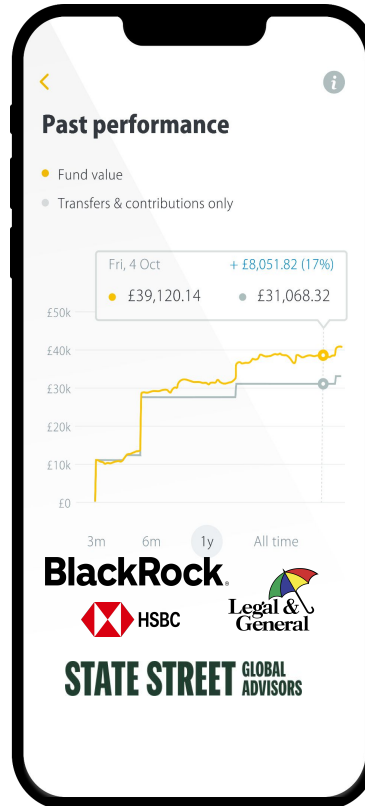 i
Past performance
Fund value
Transfers & contributions only
Fri, 4 Oct + £8,051.82 (17%)
£39,120.14 £31,068.32
£50k
£40k
£30k
£20k
£10k
£0
3m 6m 1y All time
BlackRock.
HSBC
Legal &
General
STATE STREET GLOBAL
ADVISORS